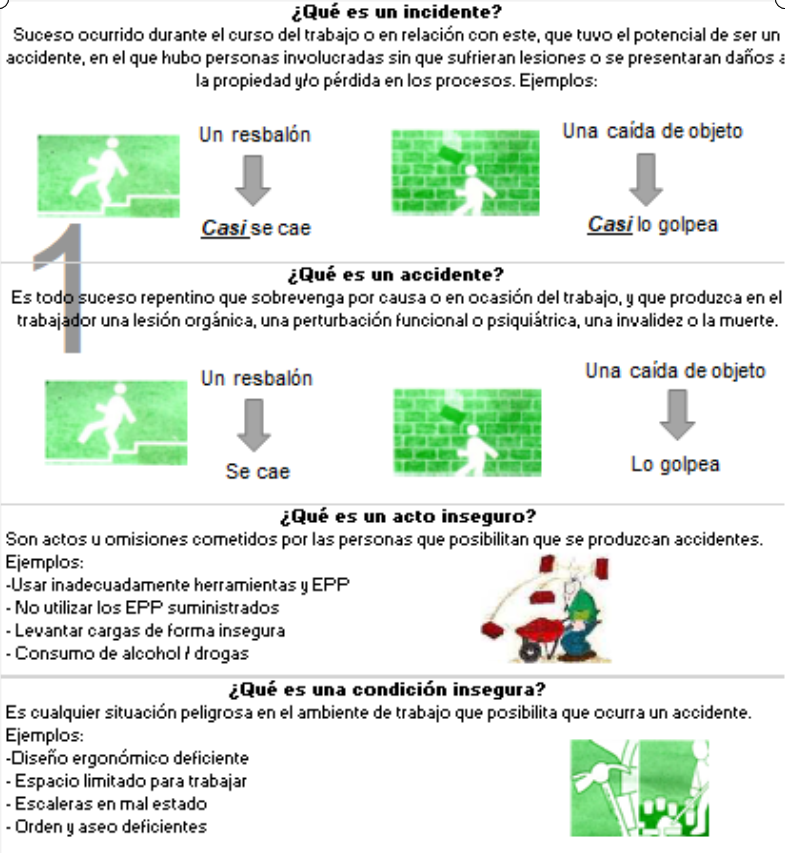 ¿Qué es un incidente?
Suceso ocurrido durante el curso del trabajo o en relación con este, que tuvo el potencial de ser un
accidente, en el que hubo personas involucradas sin que sufrieran lesiones o se presentaran daños a
la propiedad y/o pérdida en los procesos. Ejemplos:
Un resbalón
Casi se cae
Una caída de objeto
Casi lo golpea
1
¿Qué es un accidente?
Es todo suceso repentino que sobrevenga por causa o en ocasión del trabajo, y que produzca en el
trabajador una lesión orgánica, una perturbación funcional o psiquiátrica, una invalidez o la muerte.
Un resbalón
Se cae
Una caída de objeto
Lo golpea
¿Qué es un acto inseguro?
Son actos u omisiones cometidos por las personas que posibilitan que se produzcan accidentes.
Ejemplos:
-Usar inadecuadamente herramientas y EPP
- No utilizar los EPP suministrados
- Levantar cargas de forma insegura
- Consumo de alcohol / drogas
¿Qué es una condición insegura?
Es cualquier situación peligrosa en el ambiente de trabajo que posibilita que ocurra un accidente.
Ejemplos:
-Diseño ergonómico deficiente
- Espacio limitado para trabajar
- Escaleras en mal estado
- Orden y aseo deficientes